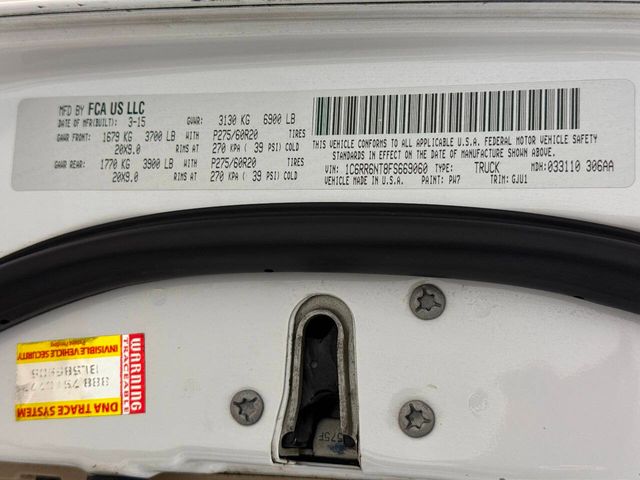 MFD BY FCA US LLC
DATE OF MFR(BUILT): 3-15 GVWR: 3130 KG 6900 LB
GAWR FRONT: 1679 KG 3700 LB WITH P275/60R20 TIRES
20X9.0 RIMS AT 270 KPA ( 39 PSI) COLD
GAWR REAR: 1770 KG 3900 LB WITH P275/60R20 TIRES
20X9.0 RIMS AT 270 KPA ( 39 PSI) COLD
THIS VEHICLE CONFORMS TO ALL APPLICABLE U.S.A. FEDERAL MOTOR VEHICLE SAFETY
STANDARDS IN EFFECT ON THE DATE OF MANUFACTURE SHOWN ABOVE.
VIN: 1C6RR6NT8FS669060 TYPE: TRUCK MDH: 033110 306AA
VEHICLE MADE IN U.S.A. PAINT: PW7 TRIM: GJU1
WARNING
TRACEABLE
DNA TRACE SYSTEM
INVISIBLE VEHICLE SECURITY
575F